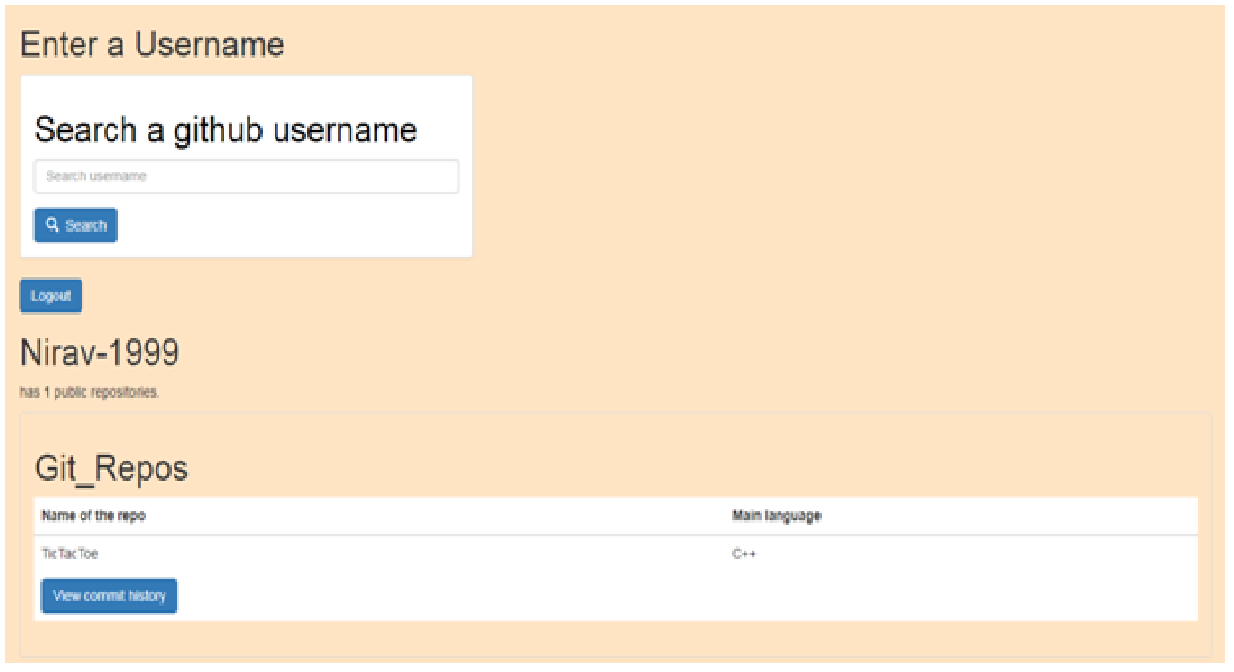 Enter a Username
Search a github username
Search username
Search
Logout
Nirav-1999
has 1 public repositories.
Git_Repos
Name of the repo Main language
TicTacToe C++
View commit history